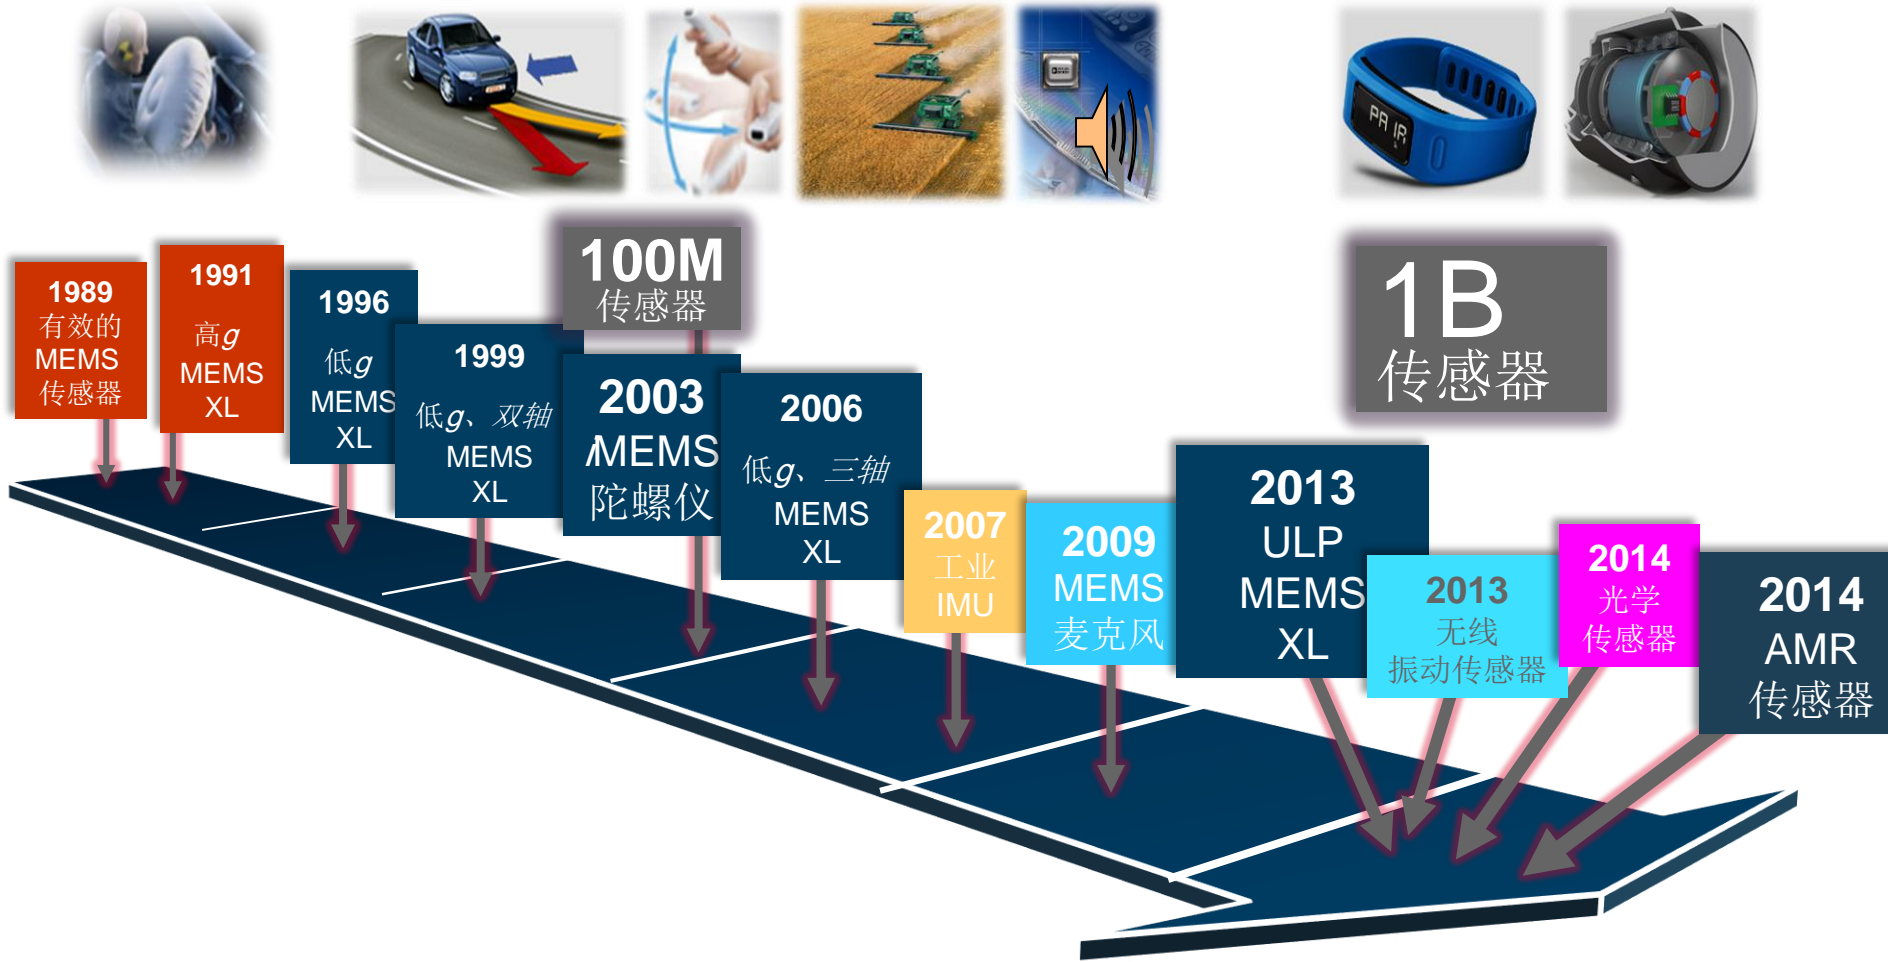 PAIR
100M
传感器
1B
传感器
1989
有效的
MEMS
传感器
1991
高g
MEMS
XL
1996
低g
MEMS
XL
1999
低g、双轴
MEMS
XL
2003
iMEMS
陀螺仪
2006
低g、三轴
MEMS
XL
2007
工业
IMU
2009
MEMS
麦克风
2013
ULP
MEMS
XL
2013
无线
振动传感器
2014
光学
传感器
2014
AMR
传感器